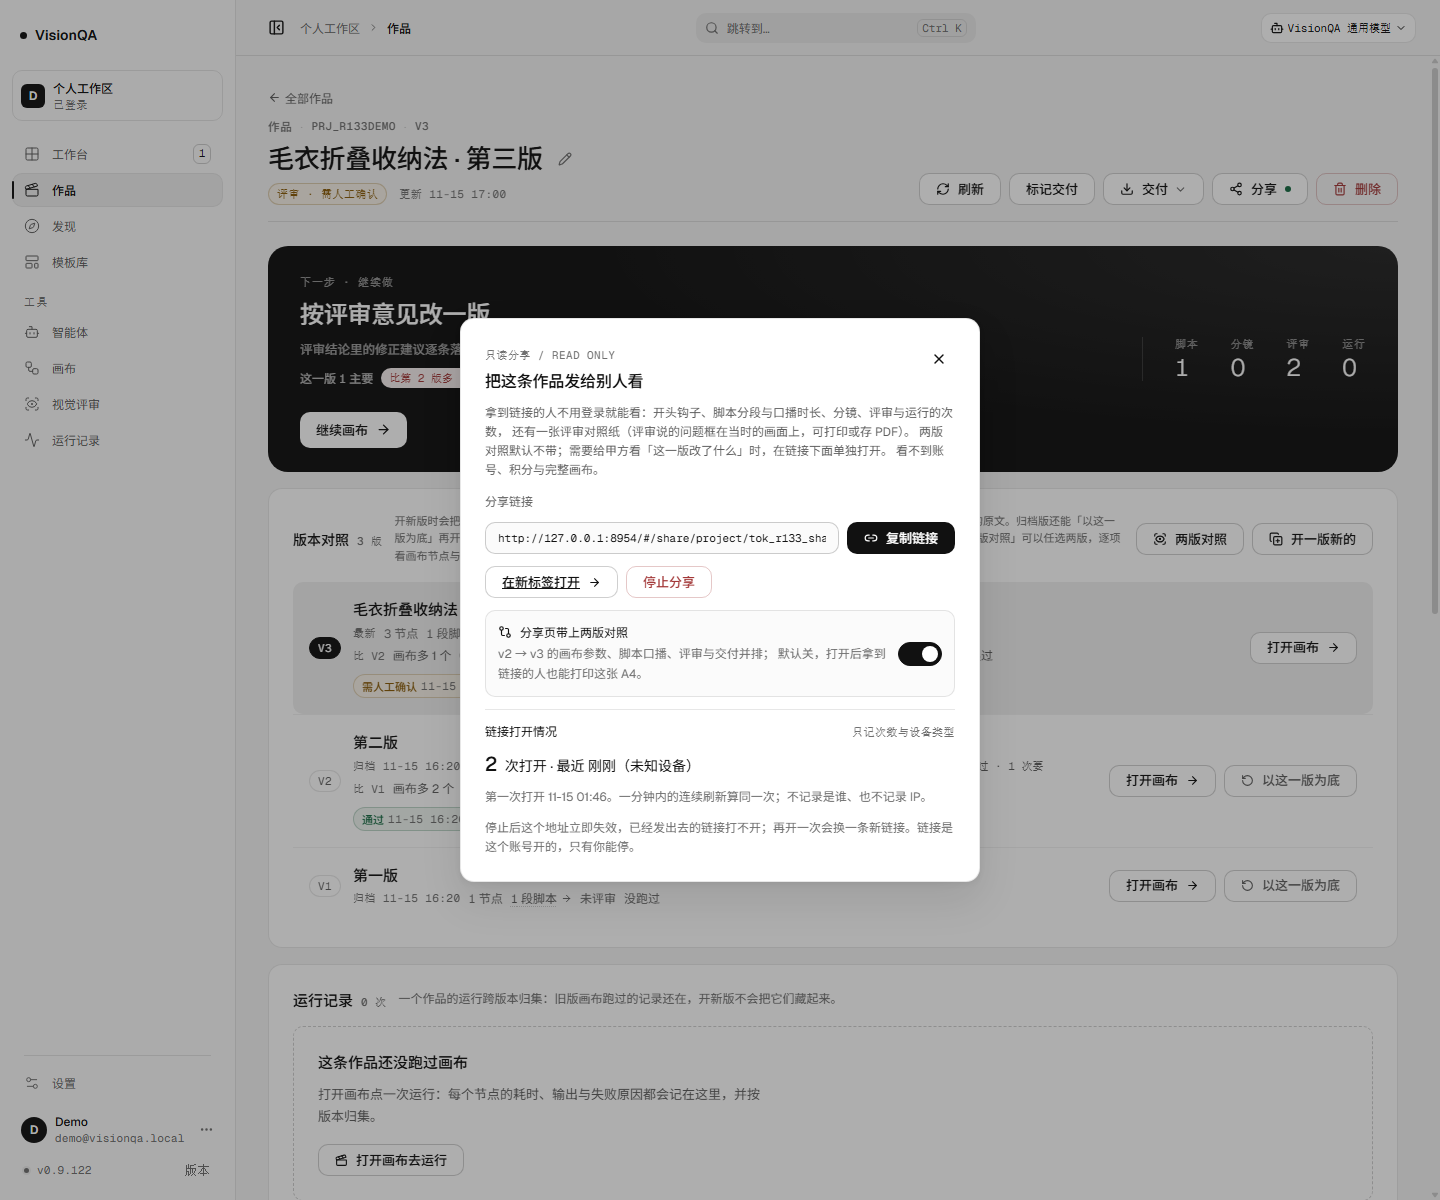 VisionQA
D
个人工作区
已登录
工作台
1
作品
发现
模板库
工具
智能体
画布
视觉评审
运行记录
设置
D
Demo
demo@visionqa.local
v0.9.122
版本
个人工作区
作品
跳转到…
Ctrl K
VisionQA 通用模型
全部作品
作品 · PRJ_R133DEMO · V3
毛衣折叠收纳法 · 第三版
评审 · 需人工确认
更新 11-15 17:00
刷新
标记交付
交付
分享
删除
下一步 · 继续做
按评审意见改一版
评审结论里的修正建议逐条落
这一版 1 主要
比第 2 版多
继续画布
脚本
1
分镜
0
评审
2
运行
0
只读分享 / READ ONLY
把这条作品发给别人看
拿到链接的人不用登录就能看：开头钩子、脚本分段与口播时长、分镜、评审与运行的次
数， 还有一张评审对照纸（评审说的问题框在当时的画面上，可打印或存 PDF）。 两版
对照默认不带；需要给甲方看「这一版改了什么」时，在链接下面单独打开。 看不到账
号、积分与完整画布。
分享链接
http://127.0.0.1:8954/#/share/project/tok_r133_sha
复制链接
在新标签打开
停止分享
分享页带上两版对照
v2 → v3 的画布参数、脚本口播、评审与交付并排； 默认关，打开后拿到
链接的人也能打印这张 A4。
链接打开情况
只记次数与设备类型
2 次打开 · 最近 刚刚（未知设备）
第一次打开 11-15 01:46。一分钟内的连续刷新算同一次；不记录是谁、也不记录 IP。
停止后这个地址立即失效，已经发出去的链接打不开；再开一次会换一条新链接。链接是
这个账号开的，只有你能停。
版本对照 3 版
开新版时会把
原文。归档版还能「以这一
版为底」再开
版对照」可以任选两版，逐项
看画布节点与
两版对照
开一版新的
V3
毛衣折叠收纳法
最新 3 节点 1 段脚
比 V2 画布多 1 个
过
需人工确认 11-15
打开画布
V2
第二版
归档 11-15 16:20
过 · 1 次要
比 V1 画布多 2 个
通过 11-15 16:20
打开画布
以这一版为底
V1
第一版
归档 11-15 16:20 1 节点 1 段脚本 → 未评审 没跑过
打开画布
以这一版为底
运行记录 0 次 一个作品的运行跨版本归集：旧版画布跑过的记录还在，开新版不会把它们藏起来。
这条作品还没跑过画布
打开画布点一次运行：每个节点的耗时、输出与失败原因都会记在这里，并按
版本归集。
打开画布去运行